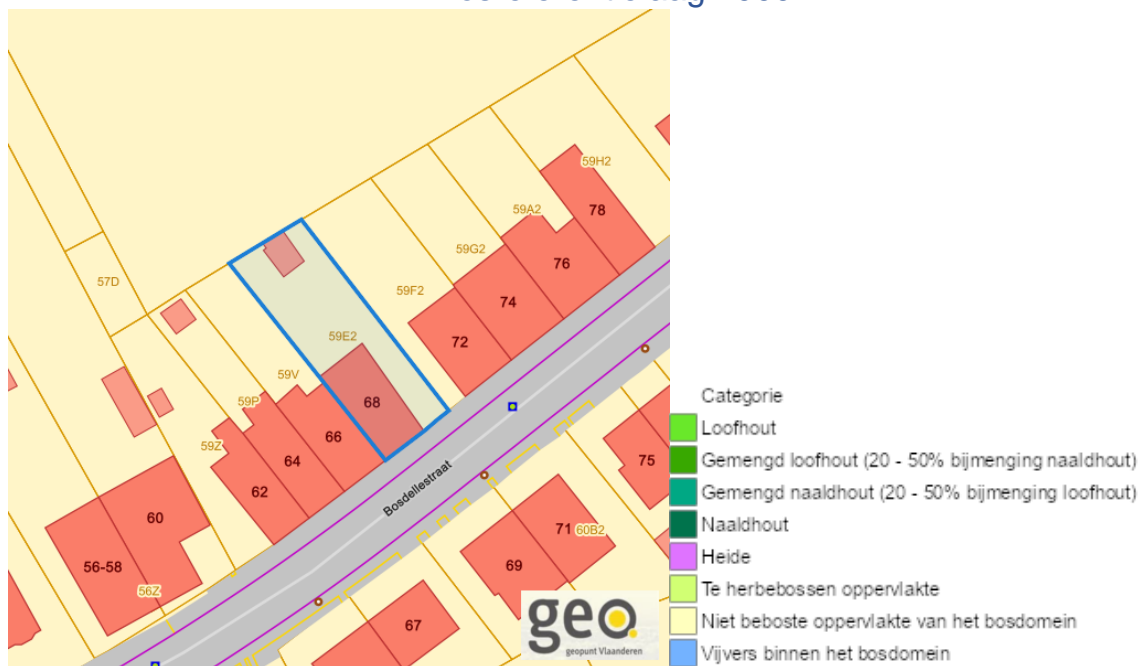 59H2
78
59A2
76
59G2
74
59F2
72
57D
59E2
68
59V
66
59P
64
59Z
62
60
56-58
56Z
Bosdellestraat
75
71
60B2
69
67
geo.
geopunt Vlaanderen
Categorie
Loofhout
Gemengd loofhout (20 - 50% bijmenging naaldhout)
Gemengd naaldhout (20 - 50% bijmenging loofhout)
Naaldhout
Heide
Te herbebossen oppervlakte
Niet beboste oppervlakte van het bosdomein
Vijvers binnen het bosdomein